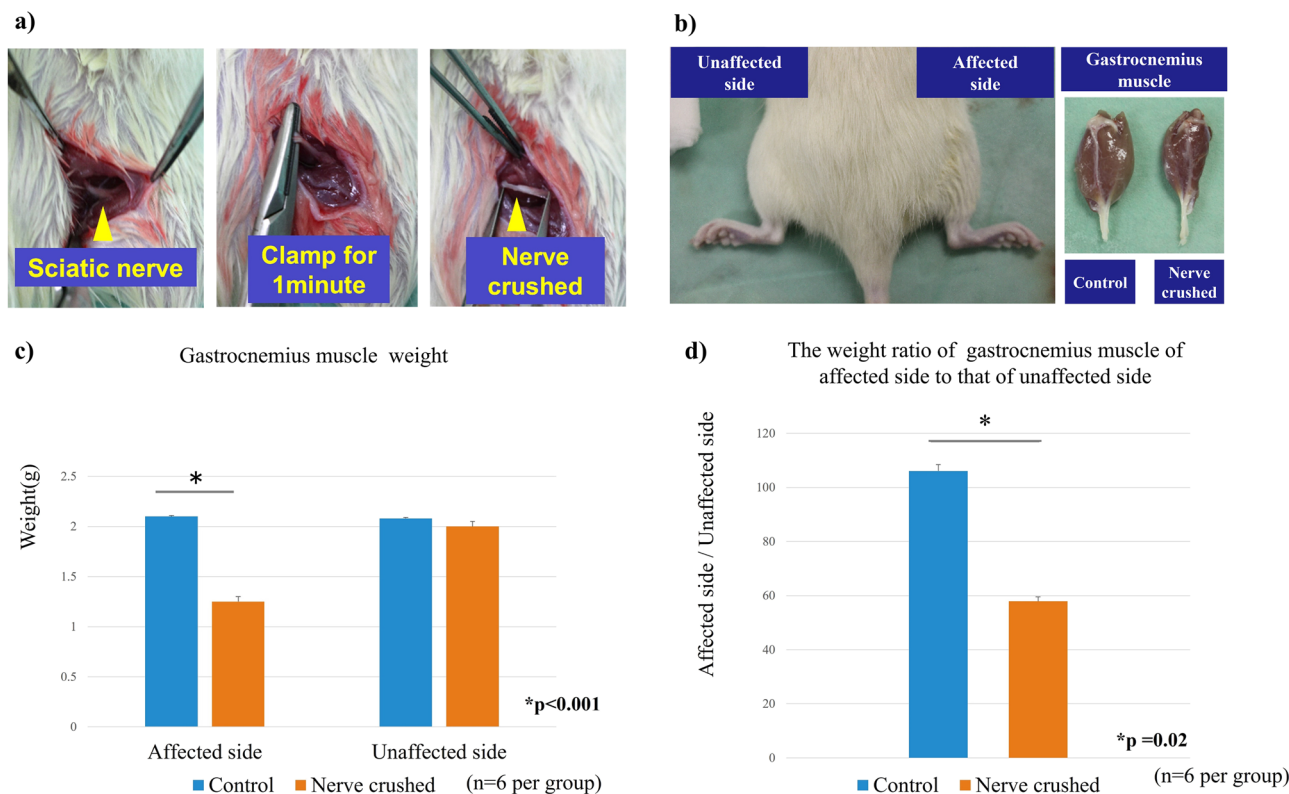 a)
Sciatic nerve
Clamp for
1minute
Nerve
crushed
b)
Unaffected
side
Affected
side
Gastrocnemius
muscle
Control
Nerve
crushed
c)
Gastrocnemius muscle weight
Weight(g)
2.5
2
1.5
1
0.5
0
*
*p<0.001
Affected side
Unaffected side
Control
Nerve crushed
(n=6 per group)
d)
The weight ratio of gastrocnemius muscle of
affected side to that of unaffected side
Affected side / Unaffected side
120
100
80
60
40
20
0
*
*p =0.02
Control
Nerve crushed
(n=6 per group)